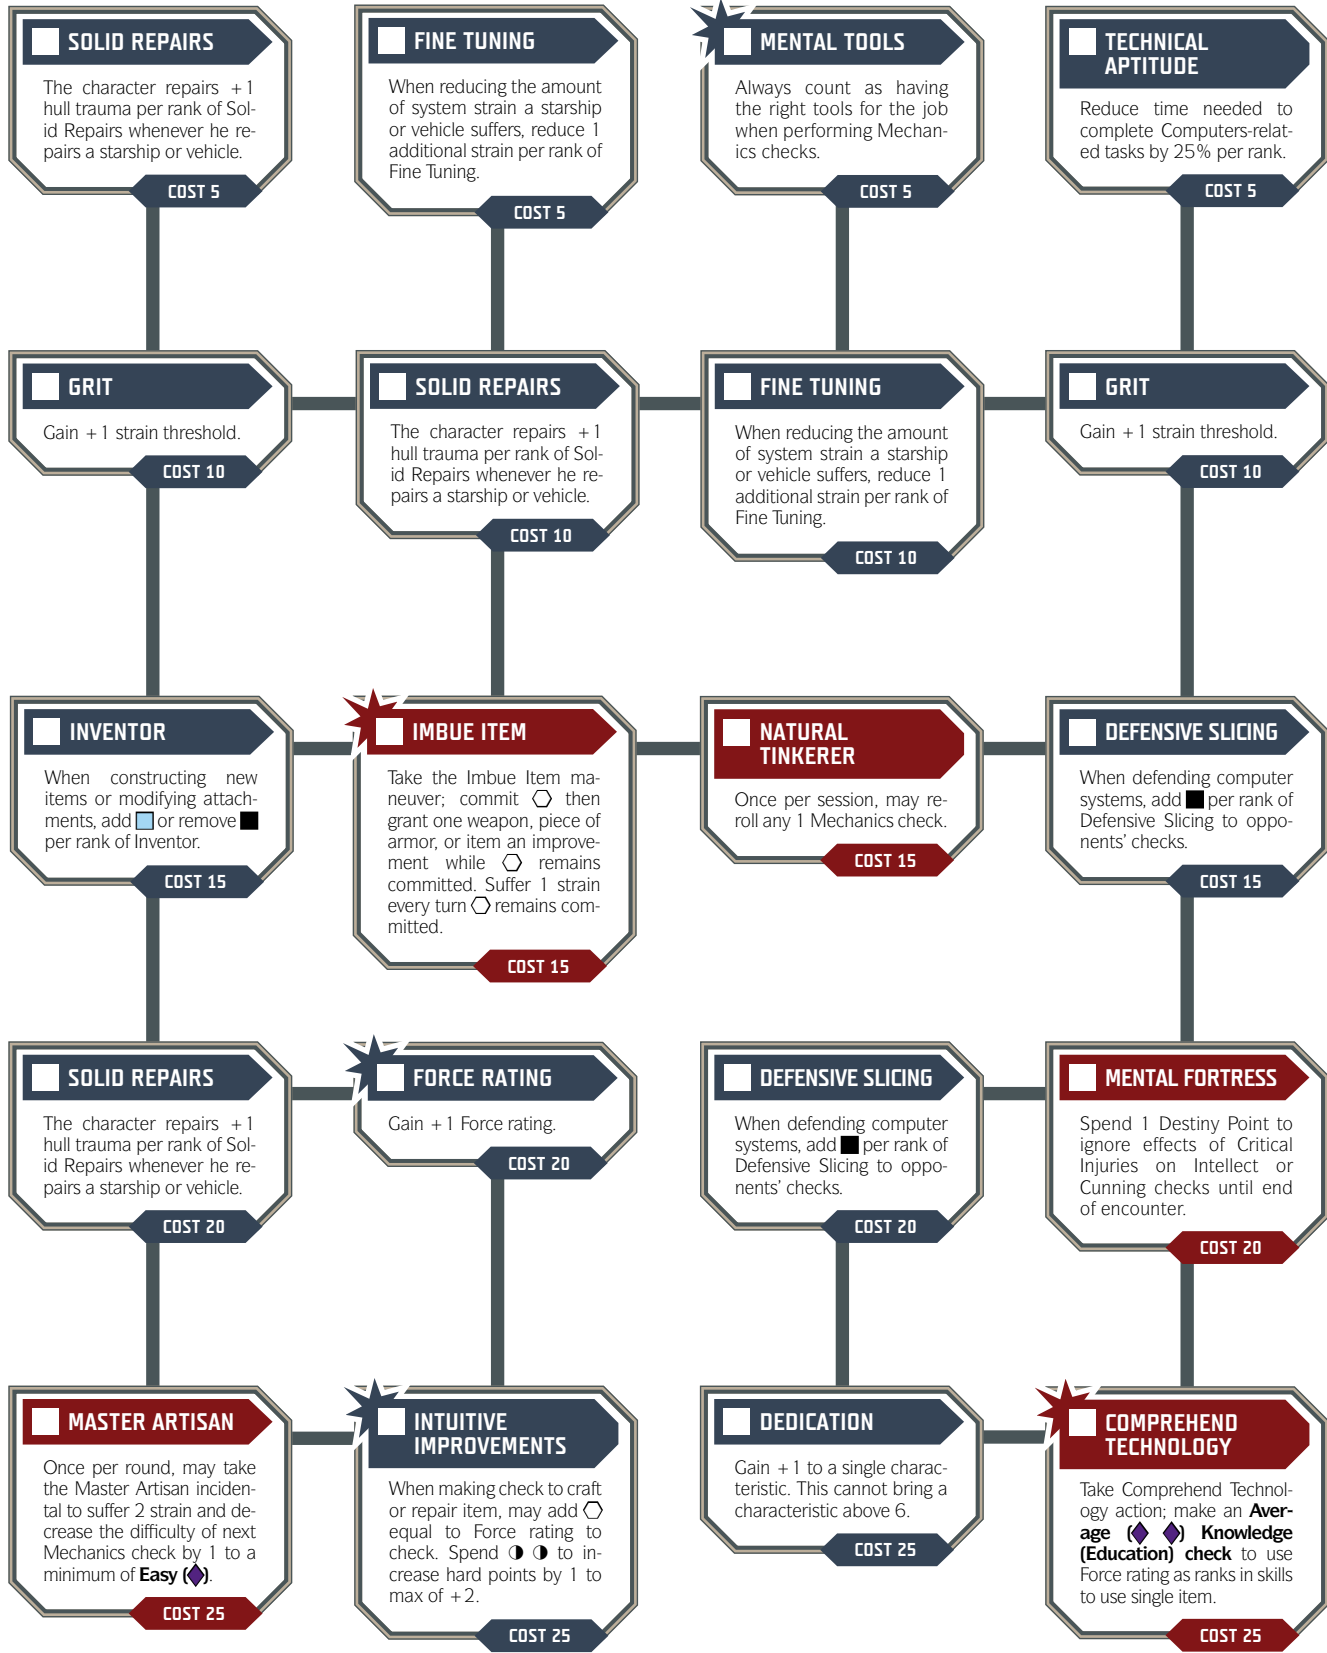 SOLID REPAIRS
The character repairs +1
hull trauma per rank of Sol-
id Repairs whenever he re-
pairs a starship or vehicle.
COST 5
FINE TUNING
When reducing the amount
of system strain a starship
or vehicle suffers, reduce 1
additional strain per rank of
Fine Tuning.
COST 5
MENTAL TOOLS
Always count as having
the right tools for the job
when performing Mechan-
ics checks.
COST 5
TECHNICAL
APTITUDE
Reduce time needed to
complete Computers-relat-
ed tasks by 25% per rank.
COST 5
GRIT
Gain +1 strain threshold.
COST 10
SOLID REPAIRS
The character repairs +1
hull trauma per rank of Sol-
id Repairs whenever he re-
pairs a starship or vehicle.
COST 10
FINE TUNING
When reducing the amount
of system strain a starship
or vehicle suffers, reduce 1
additional strain per rank of
Fine Tuning.
COST 10
GRIT
Gain +1 strain threshold.
COST 10
INVENTOR
When constructing new
items or modifying attach-
ments, add or remove
per rank of Inventor.
COST 15
IMBUE ITEM
Take the Imbue Item ma-
neuver; commit then
grant one weapon, piece of
armor, or item an improve-
ment while remains
committed. Suffer 1 strain
every turn remains com-
mitted.
COST 15
NATURAL
TINKERER
Once per session, may re-
roll any 1 Mechanics check.
COST 15
DEFENSIVE SLICING
When defending computer
systems, add per rank of
Defensive Slicing to oppo-
nents' checks.
COST 15
SOLID REPAIRS
The character repairs +1
hull trauma per rank of Sol-
id Repairs whenever he re-
pairs a starship or vehicle.
COST 20
FORCE RATING
Gain +1 Force rating.
COST 20
DEFENSIVE SLICING
When defending computer
systems, add per rank of
Defensive Slicing to oppo-
nents' checks.
COST 20
MENTAL FORTRESS
Spend 1 Destiny Point to
ignore effects of Critical
Injuries on Intellect or
Cunning checks until end
of encounter.
COST 20
MASTER ARTISAN
Once per round, may take
the Master Artisan inciden-
tal to suffer 2 strain and de-
crease the difficulty of next
Mechanics check by 1 to a
minimum of Easy ( ).
COST 25
INTUITIVE
IMPROVEMENTS
When making check to craft
or repair item, may add
equal to Force rating to
check. Spend to in-
crease hard points by 1 to
max of +2.
COST 25
DEDICATION
Gain +1 to a single charac-
teristic. This cannot bring a
characteristic above 6.
COST 25
COMPREHEND
TECHNOLOGY
Take Comprehend Technol-
ogy action; make an Aver-
age ( ) Knowledge
(Education) check to use
Force rating as ranks in skills
to use single item.
COST 25